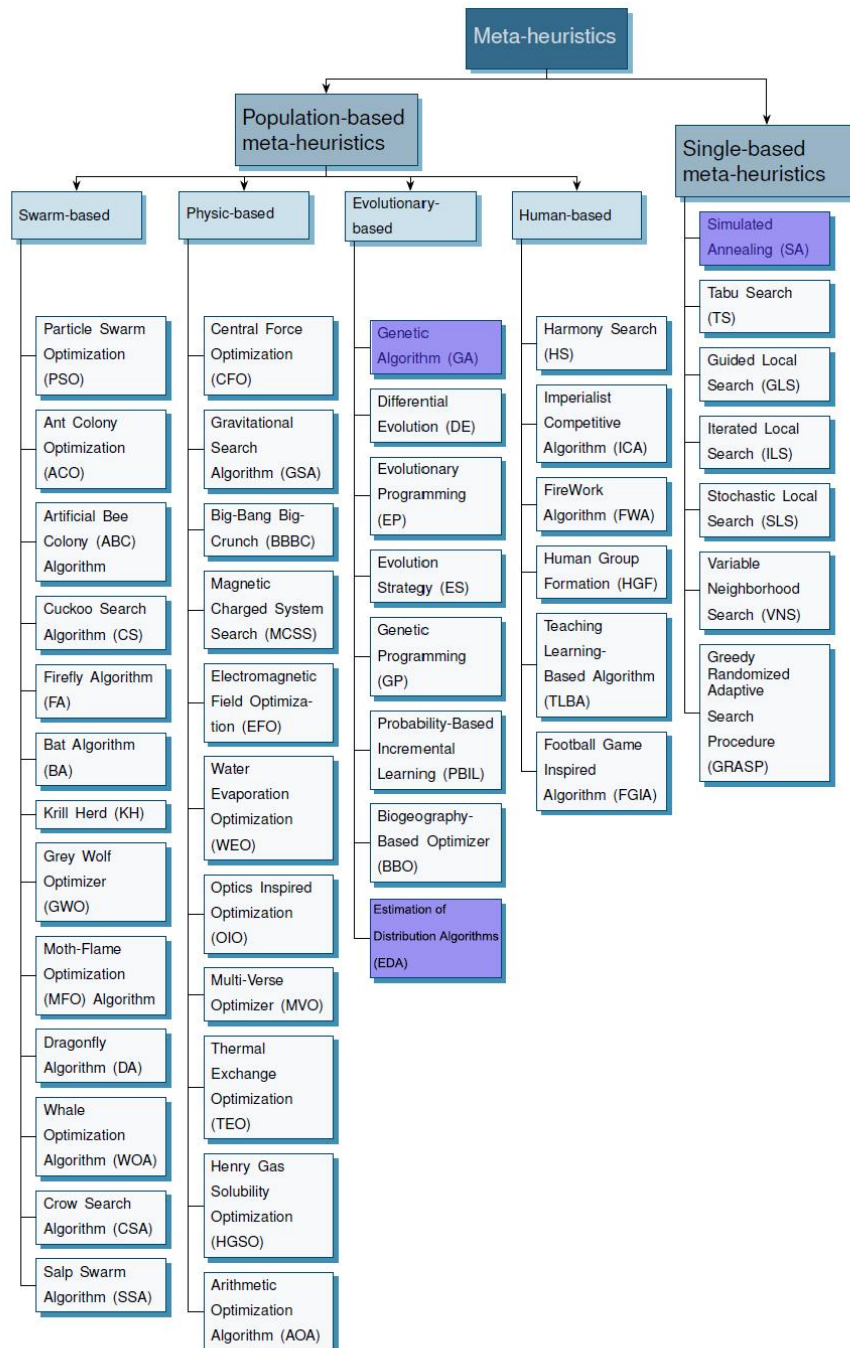 Meta-heuristics
Population-based
meta-heuristics
Single-based
meta-heuristics
Swarm-based
Physic-based
Evolutionary-
based
Human-based
Particle Swarm
Optimization
(PSO)
Ant Colony
Optimization
(ACO)
Artificial Bee
Colony (ABC)
Algorithm
Cuckoo Search
Algorithm (CS)
Firefly Algorithm
(FA)
Bat Algorithm
(BA)
Krill Herd (KH)
Grey Wolf
Optimizer
(GWO)
Moth-Flame
Optimization
(MFO) Algorithm
Dragonfly
Algorithm (DA)
Whale
Optimization
Algorithm (WOA)
Crow Search
Algorithm (CSA)
Salp Swarm
Algorithm (SSA)
Central Force
Optimization
(CFO)
Gravitational
Search
Algorithm (GSA)
Big-Bang Big-
Crunch (BBBC)
Magnetic
Charged System
Search (MCSS)
Electromagnetic
Field Optimiza-
tion (EFO)
Water
Evaporation
Optimization
(WEO)
Optics Inspired
Optimization
(OIO)
Multi-Verse
Optimizer (MVO)
Thermal
Exchange
Optimization
(TEO)
Henry Gas
Solubility
Optimization
(HGSO)
Arithmetic
Optimization
Algorithm (AOA)
Genetic
Algorithm (GA)
Differential
Evolution (DE)
Evolutionary
Programming
(EP)
Evolution
Strategy (ES)
Genetic
Programming
(GP)
Probability-Based
Incremental
Learning (PBIL)
Biogeography-
Based Optimizer
(BBO)
Estimation of
Distribution Algorithms
(EDA)
Harmony Search
(HS)
Imperialist
Competitive
Algorithm (ICA)
FireWork
Algorithm (FWA)
Human Group
Formation (HGF)
Teaching
Learning-
Based Algorithm
(TLBA)
Football Game
Inspired
Algorithm (FGIA)
Simulated
Annealing (SA)
Tabu Search
(TS)
Guided Local
Search (GLS)
Iterated Local
Search (ILS)
Stochastic Local
Search (SLS)
Variable
Neighborhood
Search (VNS)
Greedy
Randomized
Adaptive
Search
Procedure
(GRASP)